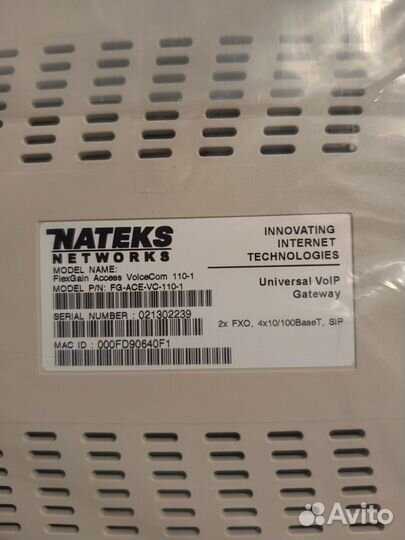 NATEKS
NETWORKS
MODEL NAME:
FlexGain Access VoiceCom 110-1
MODEL P/N: FG-ACE-VC-110-1
SERIAL NUMBER : 021302239
MAC ID : 000FD90640F1
INNOVATING
INTERNET
TECHNOLOGIES
Universal VoIP
Gateway
2x FXO, 4x10/100BaseT, SIP
Avito